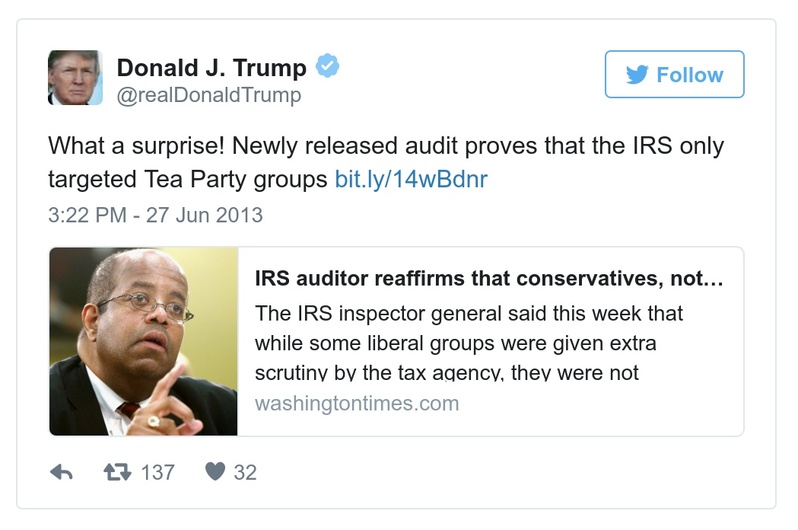 Donald J. Trump
@realDonaldTrump
Follow
What a surprise! Newly released audit proves that the IRS only
targeted Tea Party groups bit.ly/14wBdnr
3:22 PM - 27 Jun 2013
IRS auditor reaffirms that conservatives, not...
The IRS inspector general said this week that
while some liberal groups were given extra
scrutiny by the tax agency, they were not
washingtontimes.com
137 32